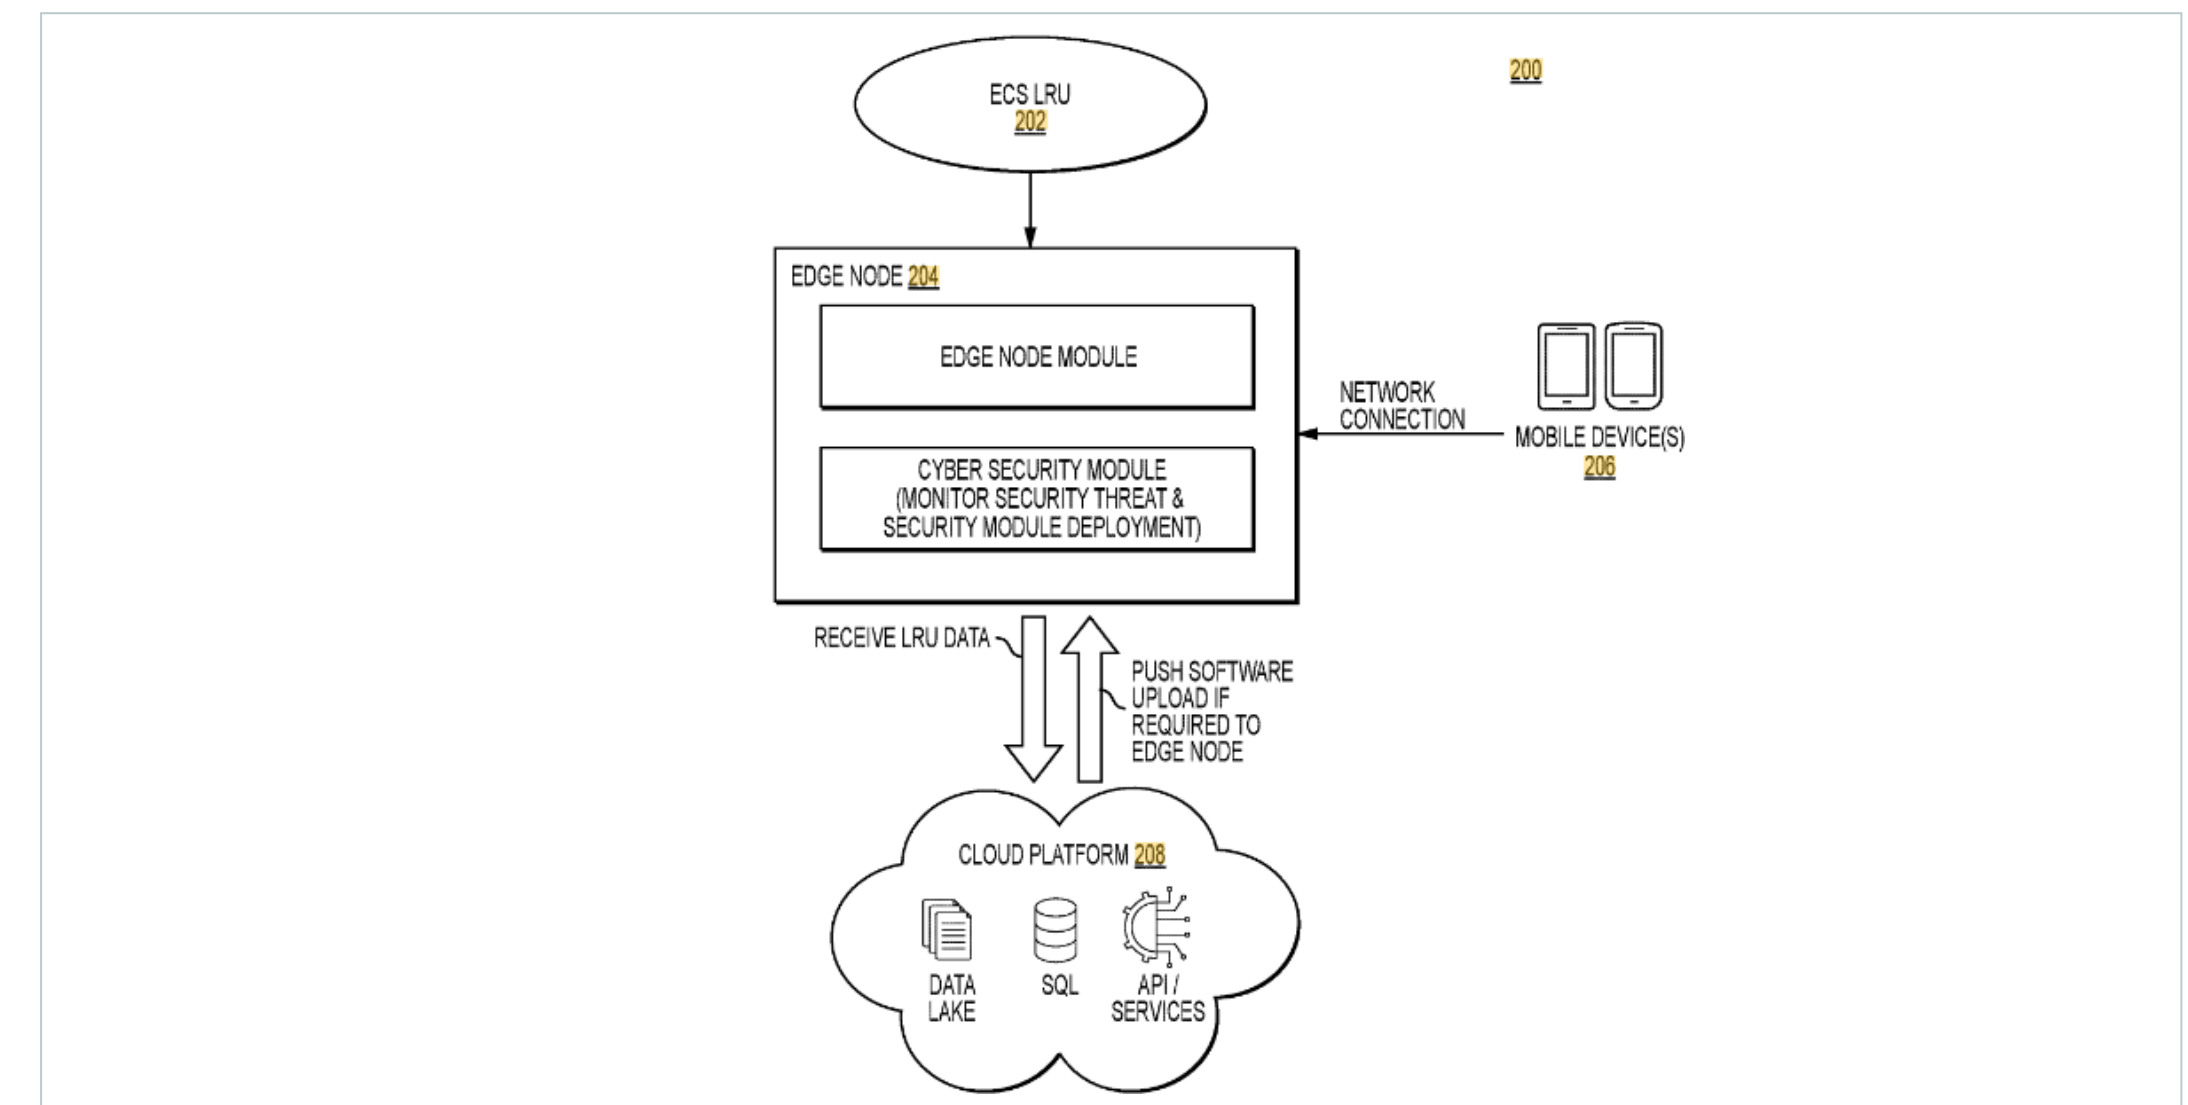 200
ECS LRU
202
EDGE NODE 204
EDGE NODE MODULE
CYBER SECURITY MODULE
(MONITOR SECURITY THREAT &
SECURITY MODULE DEPLOYMENT)
NETWORK
CONNECTION
MOBILE DEVICE(S)
206
RECEIVE LRU DATA
PUSH SOFTWARE
UPLOAD IF
REQUIRED TO
EDGE NODE
CLOUD PLATFORM 208
DATA
LAKE
SQL
API /
SERVICES